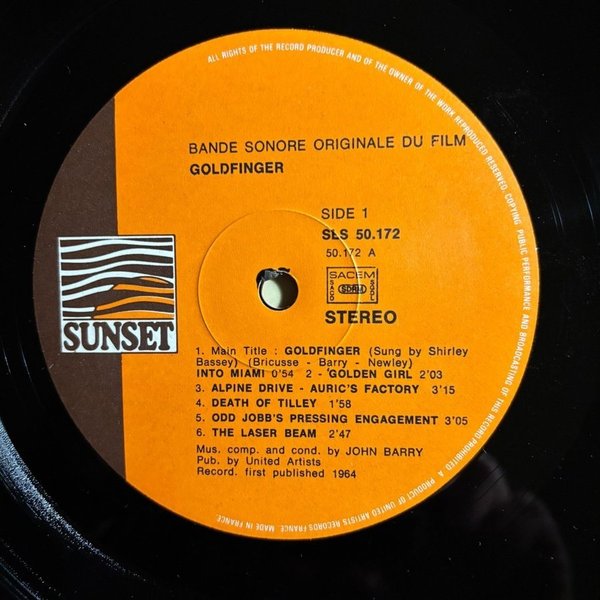 ALL RIGHTS OF THE RECORD PRODUCER AND OF THE OWNER OF THE WORK REPRODUCED RESERVED. COPYING, PUBLIC PERFORMANCE AND BROADCASTING OF THIS RECORD PROHIBITED
BANDE SONORE ORIGINALE DU FILM
GOLDFINGER
SIDE 1
SLS 50.172
50.172 A
SACEM
SACD SDRM SGDL
STEREO
SUNSET
1. Main Title : GOLDFINGER (Sung by Shirley
Bassey) (Bricusse - Barry - Newley)
INTO MIAMI 0'54 2 - GOLDEN GIRL 2'03
3. ALPINE DRIVE - AURIC'S FACTORY 3'15
4. DEATH OF TILLEY 1'58
5. ODD JOBB'S PRESSING ENGAGEMENT 3'05
6. THE LASER BEAM 2'47
Mus. comp. and cond. by JOHN BARRY
Pub. by United Artists
Record. first published 1964
A PRODUCT OF UNITED ARTISTS RECORDS FRANCE. MADE IN FRANCE.